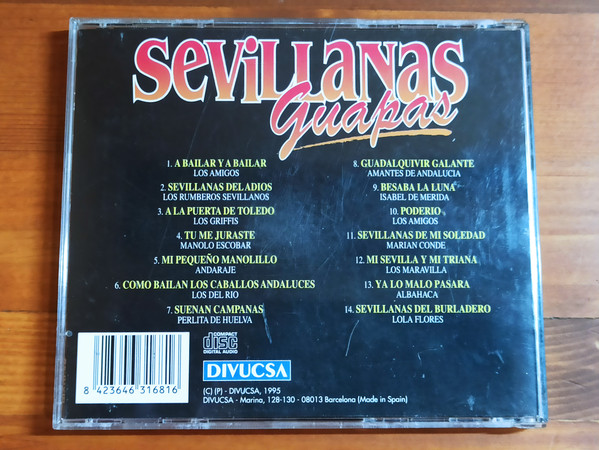 SEVILLANAS
Guapas
1. A BAILAR Y A BAILAR
LOS AMIGOS
2. SEVILLANAS DEL ADIOS
LOS RUMBEROS SEVILLANOS
3. A LA PUERTA DE TOLEDO
LOS GRIFFIS
4. TU ME JURASTE
MANOLO ESCOBAR
5. MI PEQUEÑO MANOLILLO
ANDARAJE
6. COMO BAILAN LOS CABALLOS ANDALUCES
LOS DEL RIO
7. SUENAN CAMPANAS
PERLITA DE HUELVA
8. GUADALQUIVIR GALANTE
AMANTES DE ANDALUCIA
9. BESABA LA LUNA
ISABEL DE MERIDA
10. PODERIO
LOS AMIGOS
11. SEVILLANAS DE MI SOLEDAD
MARIAN CONDE
12. MI SEVILLA Y MI TRIANA
LOS MARAVILLA
13. YA LO MALO PASARA
ALBAHACA
14. SEVILLANAS DEL BURLADERO
LOLA FLORES
8 423646 316816
COMPACT
disc
DIGITAL AUDIO
DIVUCSA
(C) (P) - DIVUCSA, 1995
DIVUCSA - Marina, 128-130 - 08013 Barcelona (Made in Spain)